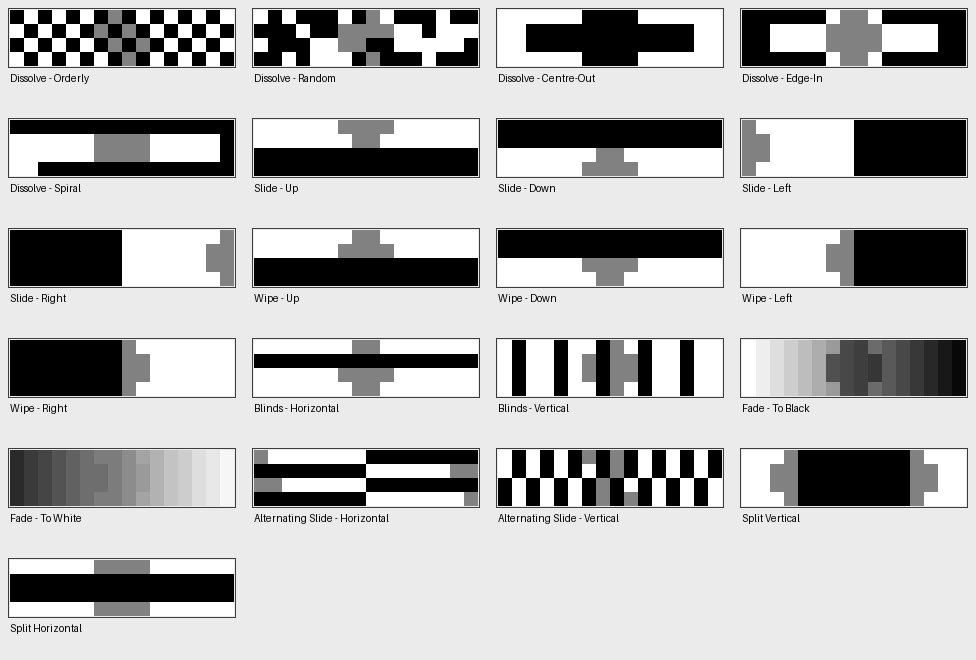 Dissolve - Orderly
Dissolve - Random
Dissolve - Centre-Out
Dissolve - Edge-In
Dissolve - Spiral
Slide - Up
Slide - Down
Slide - Left
Slide - Right
Wipe - Up
Wipe - Down
Wipe - Left
Wipe - Right
Blinds - Horizontal
Blinds - Vertical
Fade - To Black
Fade - To White
Alternating Slide - Horizontal
Alternating Slide - Vertical
Split Vertical
Split Horizontal